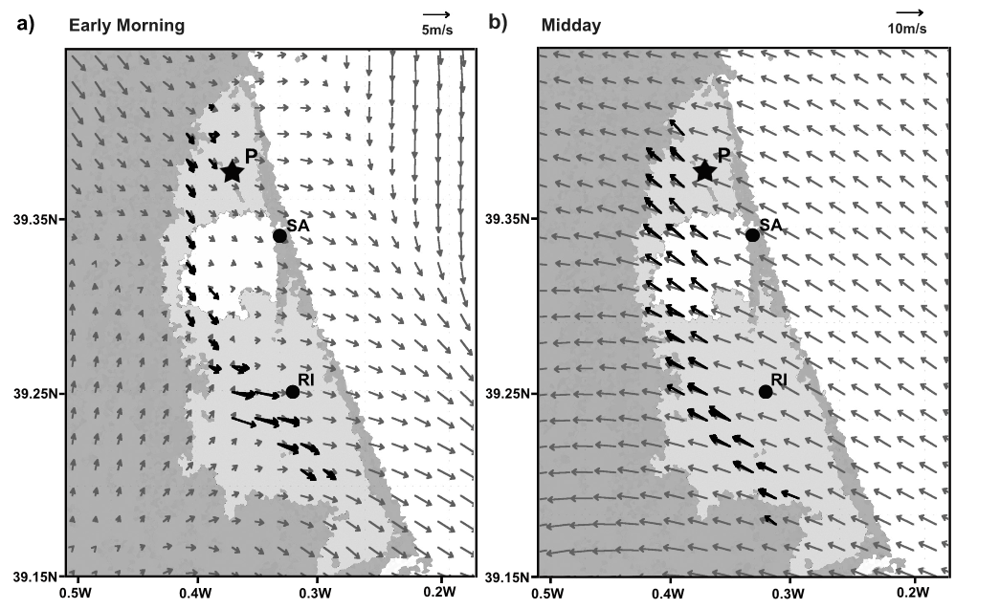 a) Early Morning
5m/s
P
SA
RI
39.35N
39.25N
39.15N
0.5W 0.4W 0.3W 0.2W
b) Midday
10m/s
P
SA
RI
39.35N
39.25N
39.15N
0.5W 0.4W 0.3W 0.2W